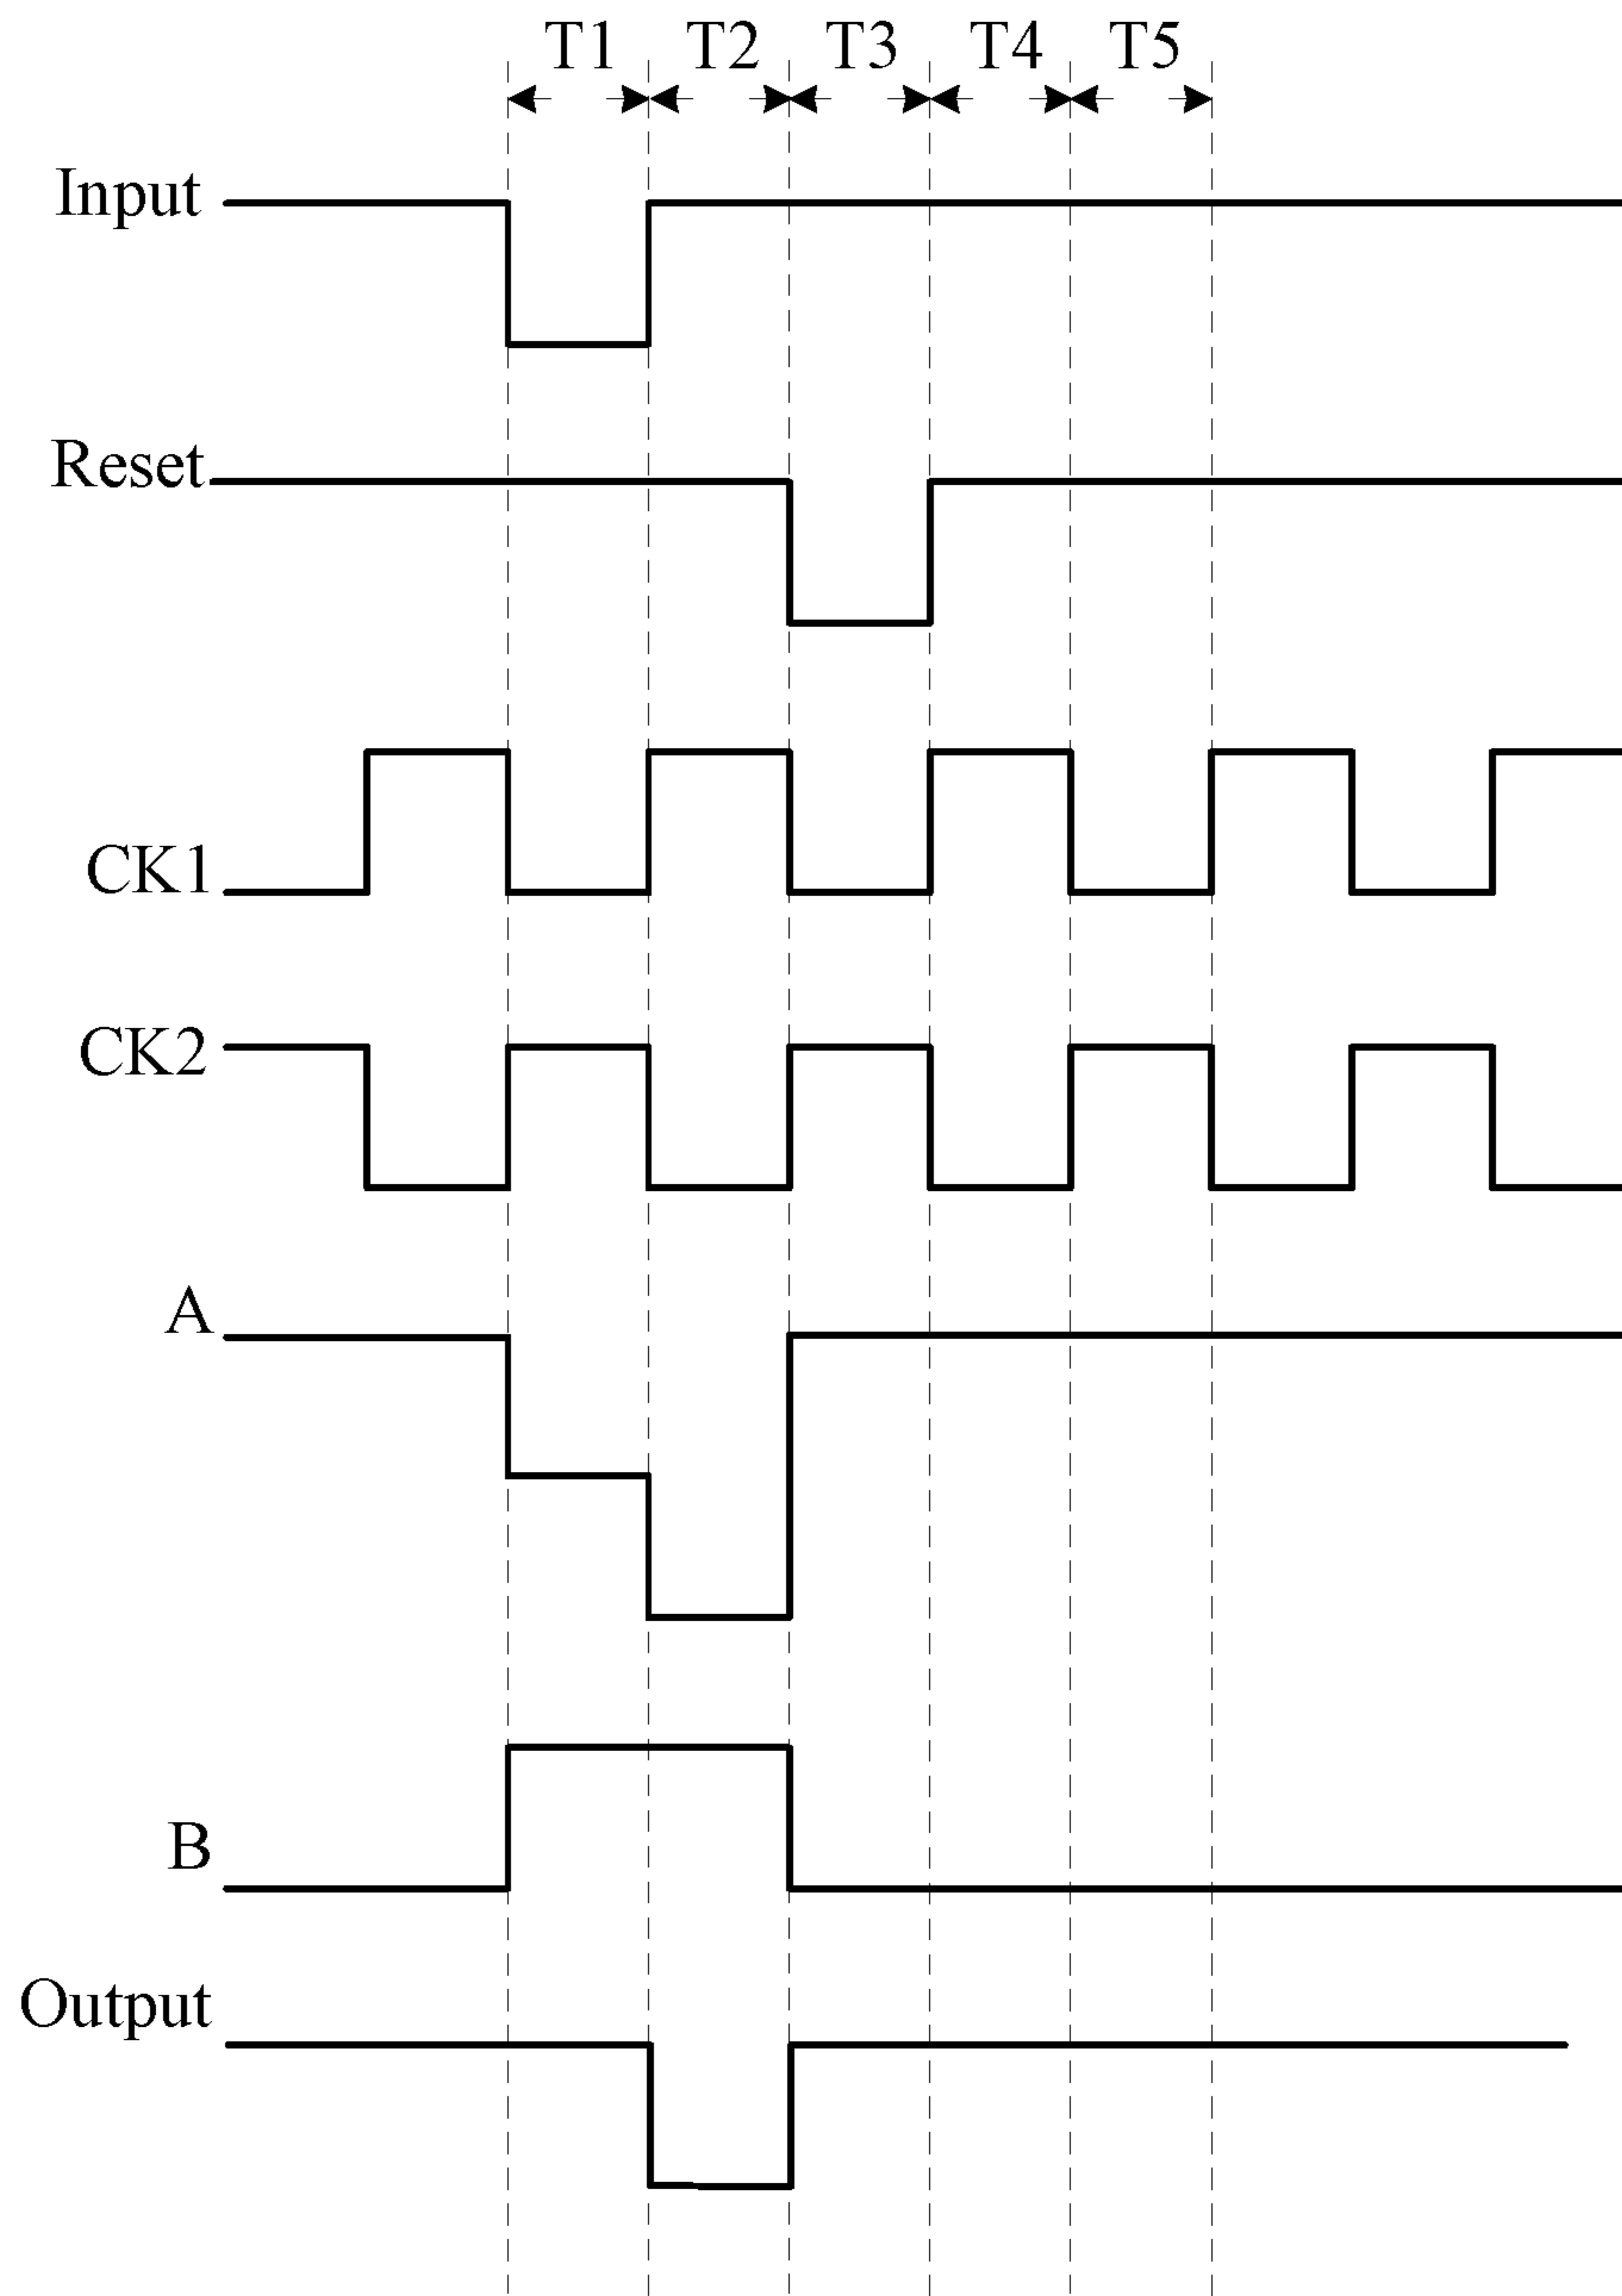 T1 T2 T3 T4 T5
Input
Reset
CK1
CK2
A
B
Output